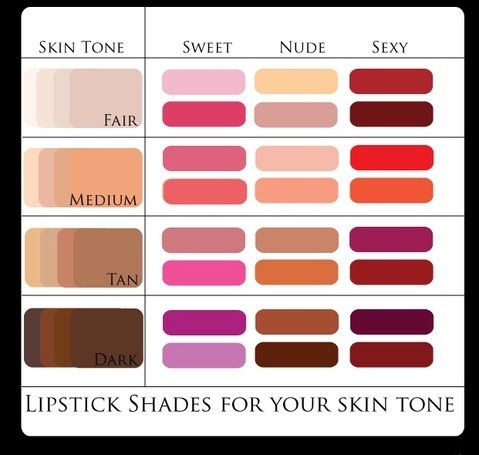 SKIN TONE SWEET NUDE SEXY
FAIR
MEDIUM
TAN
DARK
LIPSTICK SHADES FOR YOUR SKIN TONE